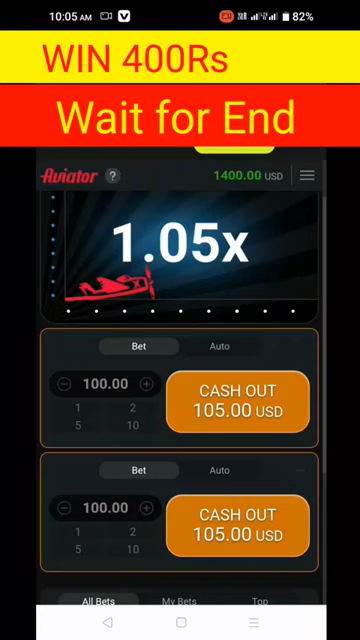 10:05 AM
82%
WIN 400Rs
Wait for End
Aviator ? 1400.00 USD
1.05x
Bet Auto
100.00
1 2
5 10
CASH OUT
105.00 USD
Bet Auto
100.00
1 2
5 10
CASH OUT
105.00 USD
All Bets My Bets Top